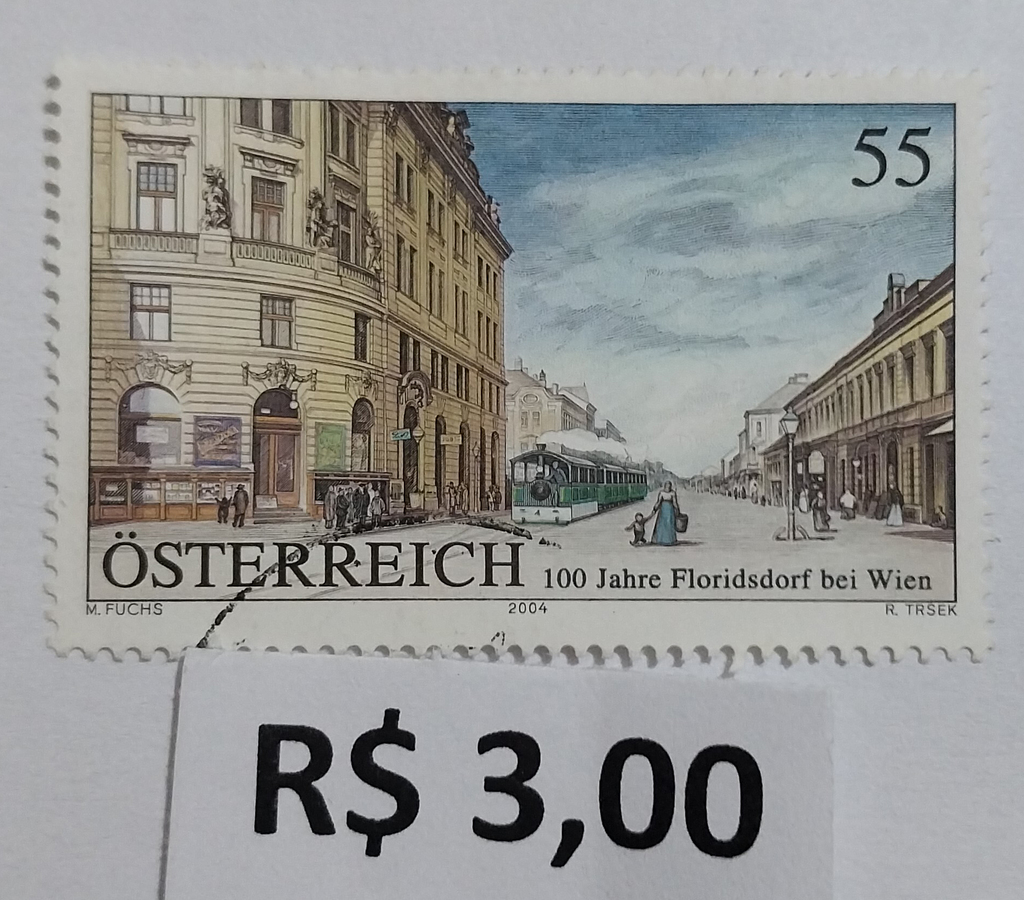 55
ÖSTERREICH 100 Jahre Floridsdorf bei Wien
M. FUCHS 2004 R. TRSEK
R$ 3,00